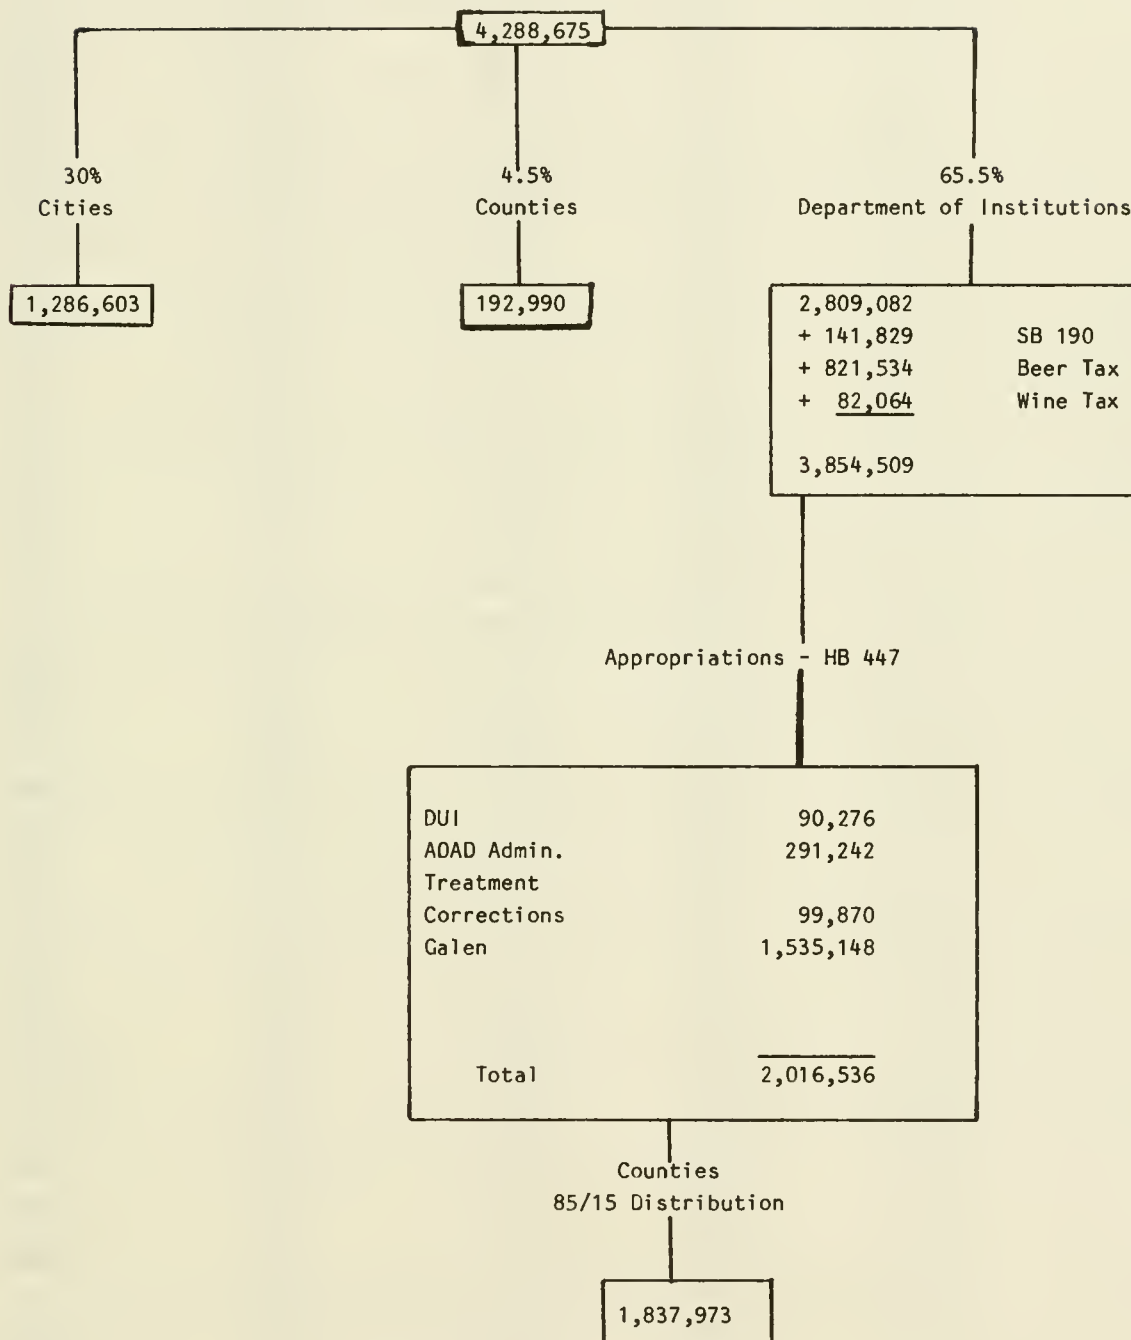 4,288,675
30%
Cities
4.5%
Counties
65.5%
Department of Institutions
1,286,603
192,990
2,809,082
+ 141,829 SB 190
+ 821,534 Beer Tax
+ 82,064 Wine Tax
3,854,509
Appropriations - HB 447
DUI 90,276
ADAD Admin. 291,242
Treatment
Corrections 99,870
Galen 1,535,148
Total 2,016,536
Counties
85/15 Distribution
1,837,973